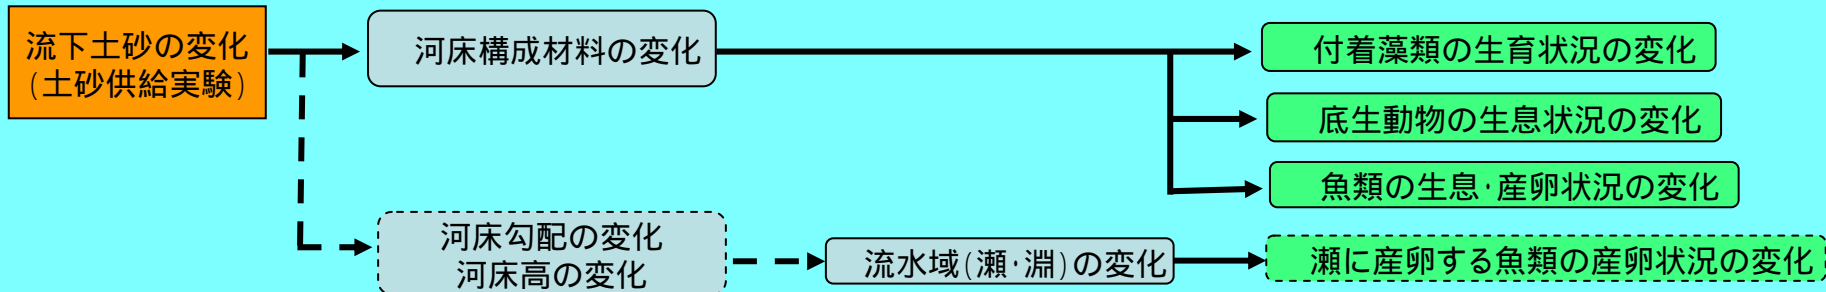 流下土砂の変化
(土砂供給実験)
河床構成材料の変化
付着藻類の生育状況の変化
底生動物の生息状況の変化
魚類の生息・産卵状況の変化
河床勾配の変化
河床高の変化
流水域(瀬・淵)の変化
瀬に産卵する魚類の産卵状況の変化